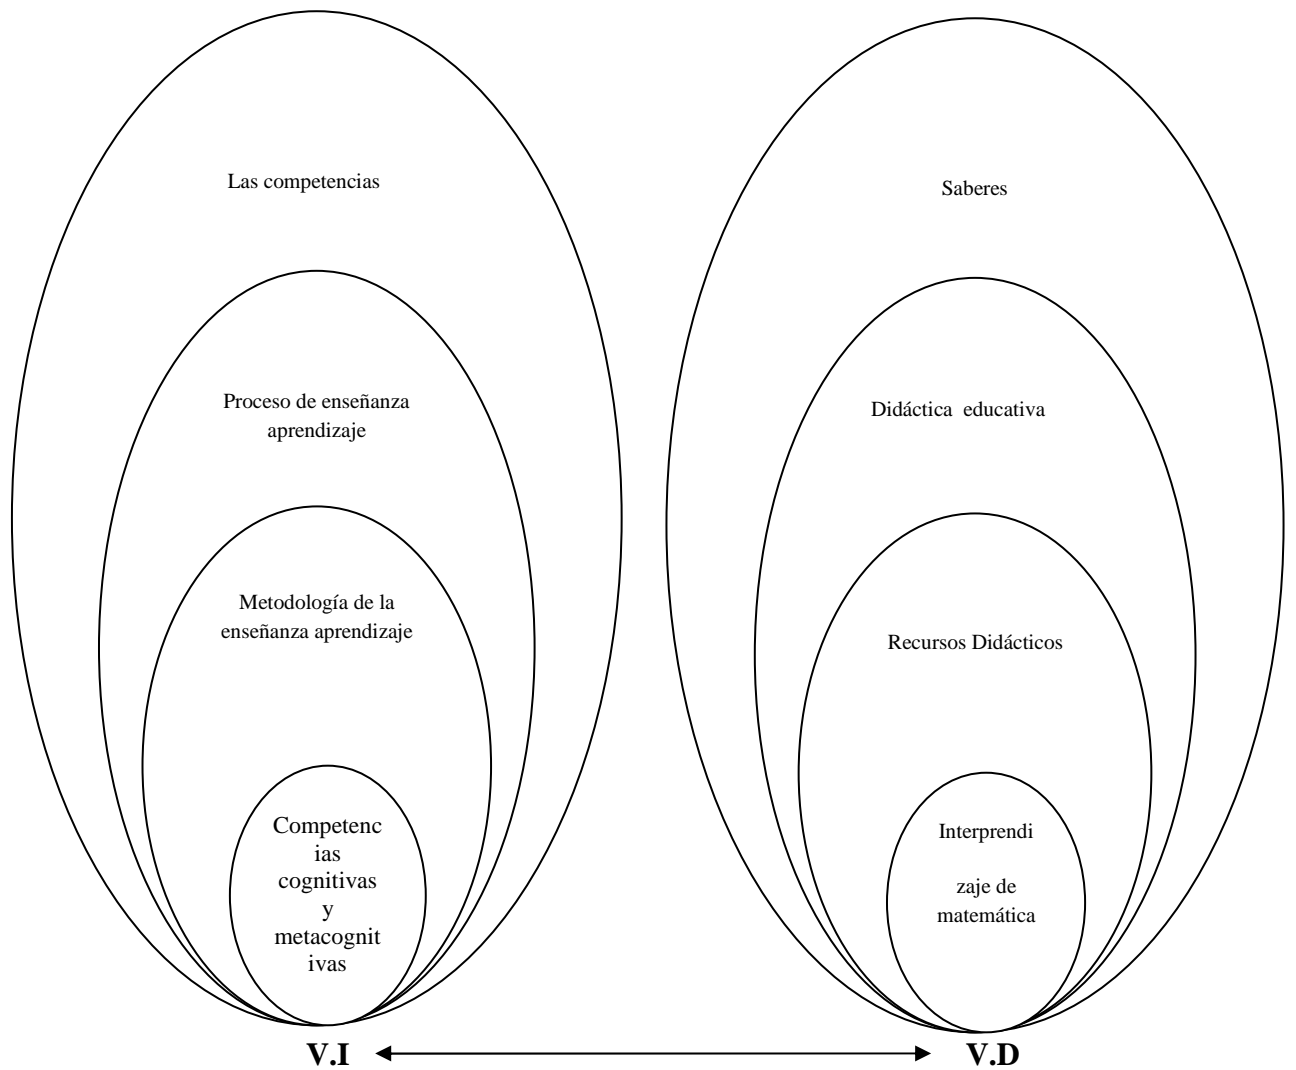 Las competencias
Proceso de enseñanza
aprendizaje
Metodología de la
enseñanza aprendizaje
Competenc
ias
cognitivas
y
metacognit
ivas
V.I
Saberes
Didáctica  educativa
Recursos Didácticos
Interprendi
zaje de
matemática
V.D